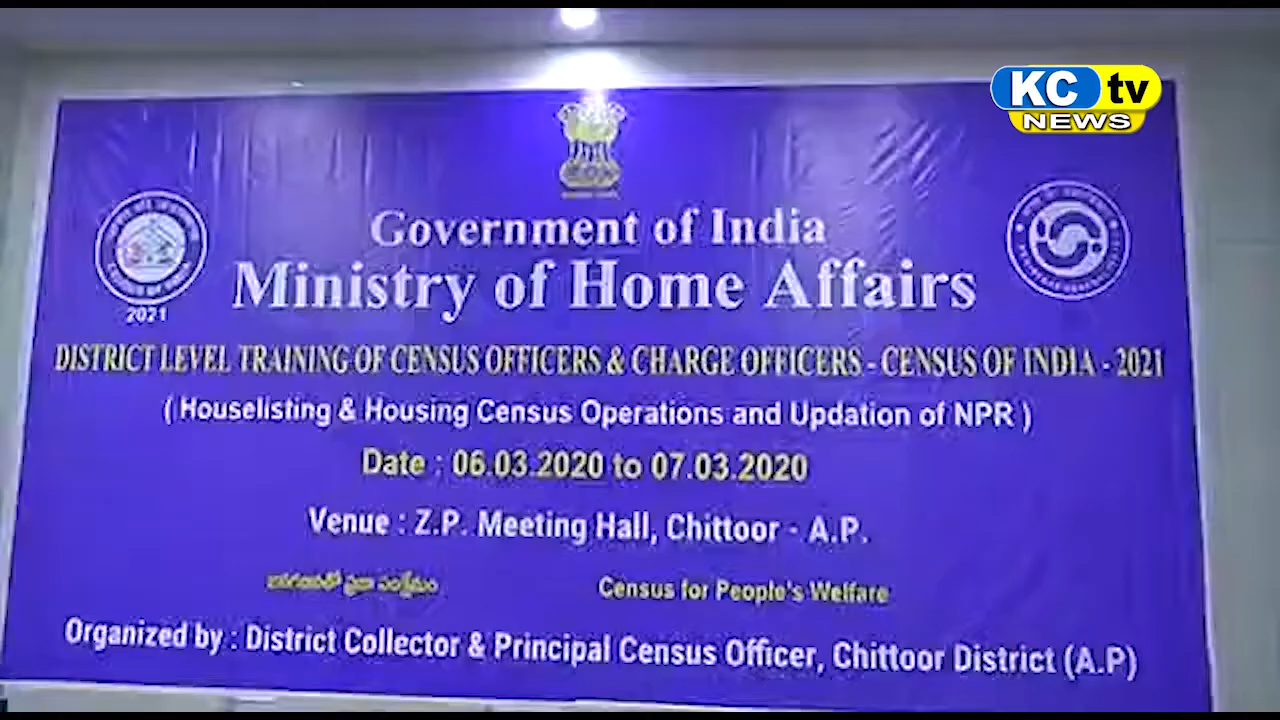 KC tv
NEWS
Government of India
Ministry of Home Affairs
2021
DISTRICT LEVEL TRAINING OF CENSUS OFFICERS & CHARGE OFFICERS - CENSUS OF INDIA - 2021
( Houselisting & Housing Census Operations and Updation of NPR )
Date : 06.03.2020 to 07.03.2020
Venue : Z.P. Meeting Hall, Chittoor - A.P.
Census for People's Welfare
Organized by : District Collector & Principal Census Officer, Chittoor District (A.P)